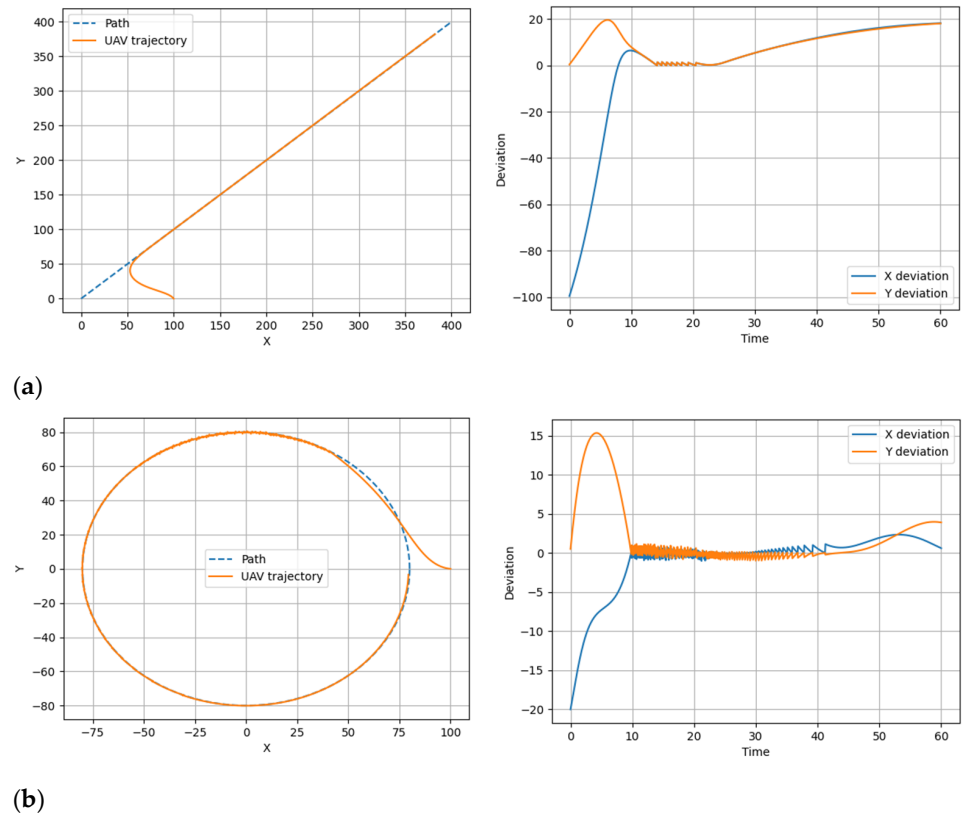 Path
UAV trajectory
400
350
300
250
200
150
100
50
0
Y
0 50 100 150 200 250 300 350 400
X
20
0
−20
−40
−60
−80
−100
Deviation
X deviation
Y deviation
0 10 20 30 40 50 60
Time
(a)
80
60
40
20
0
−20
−40
−60
−80
Y
Path
UAV trajectory
−75 −50 −25 0 25 50 75 100
X
15
10
5
0
−5
−10
−15
−20
Deviation
X deviation
Y deviation
0 10 20 30 40 50 60
Time
(b)